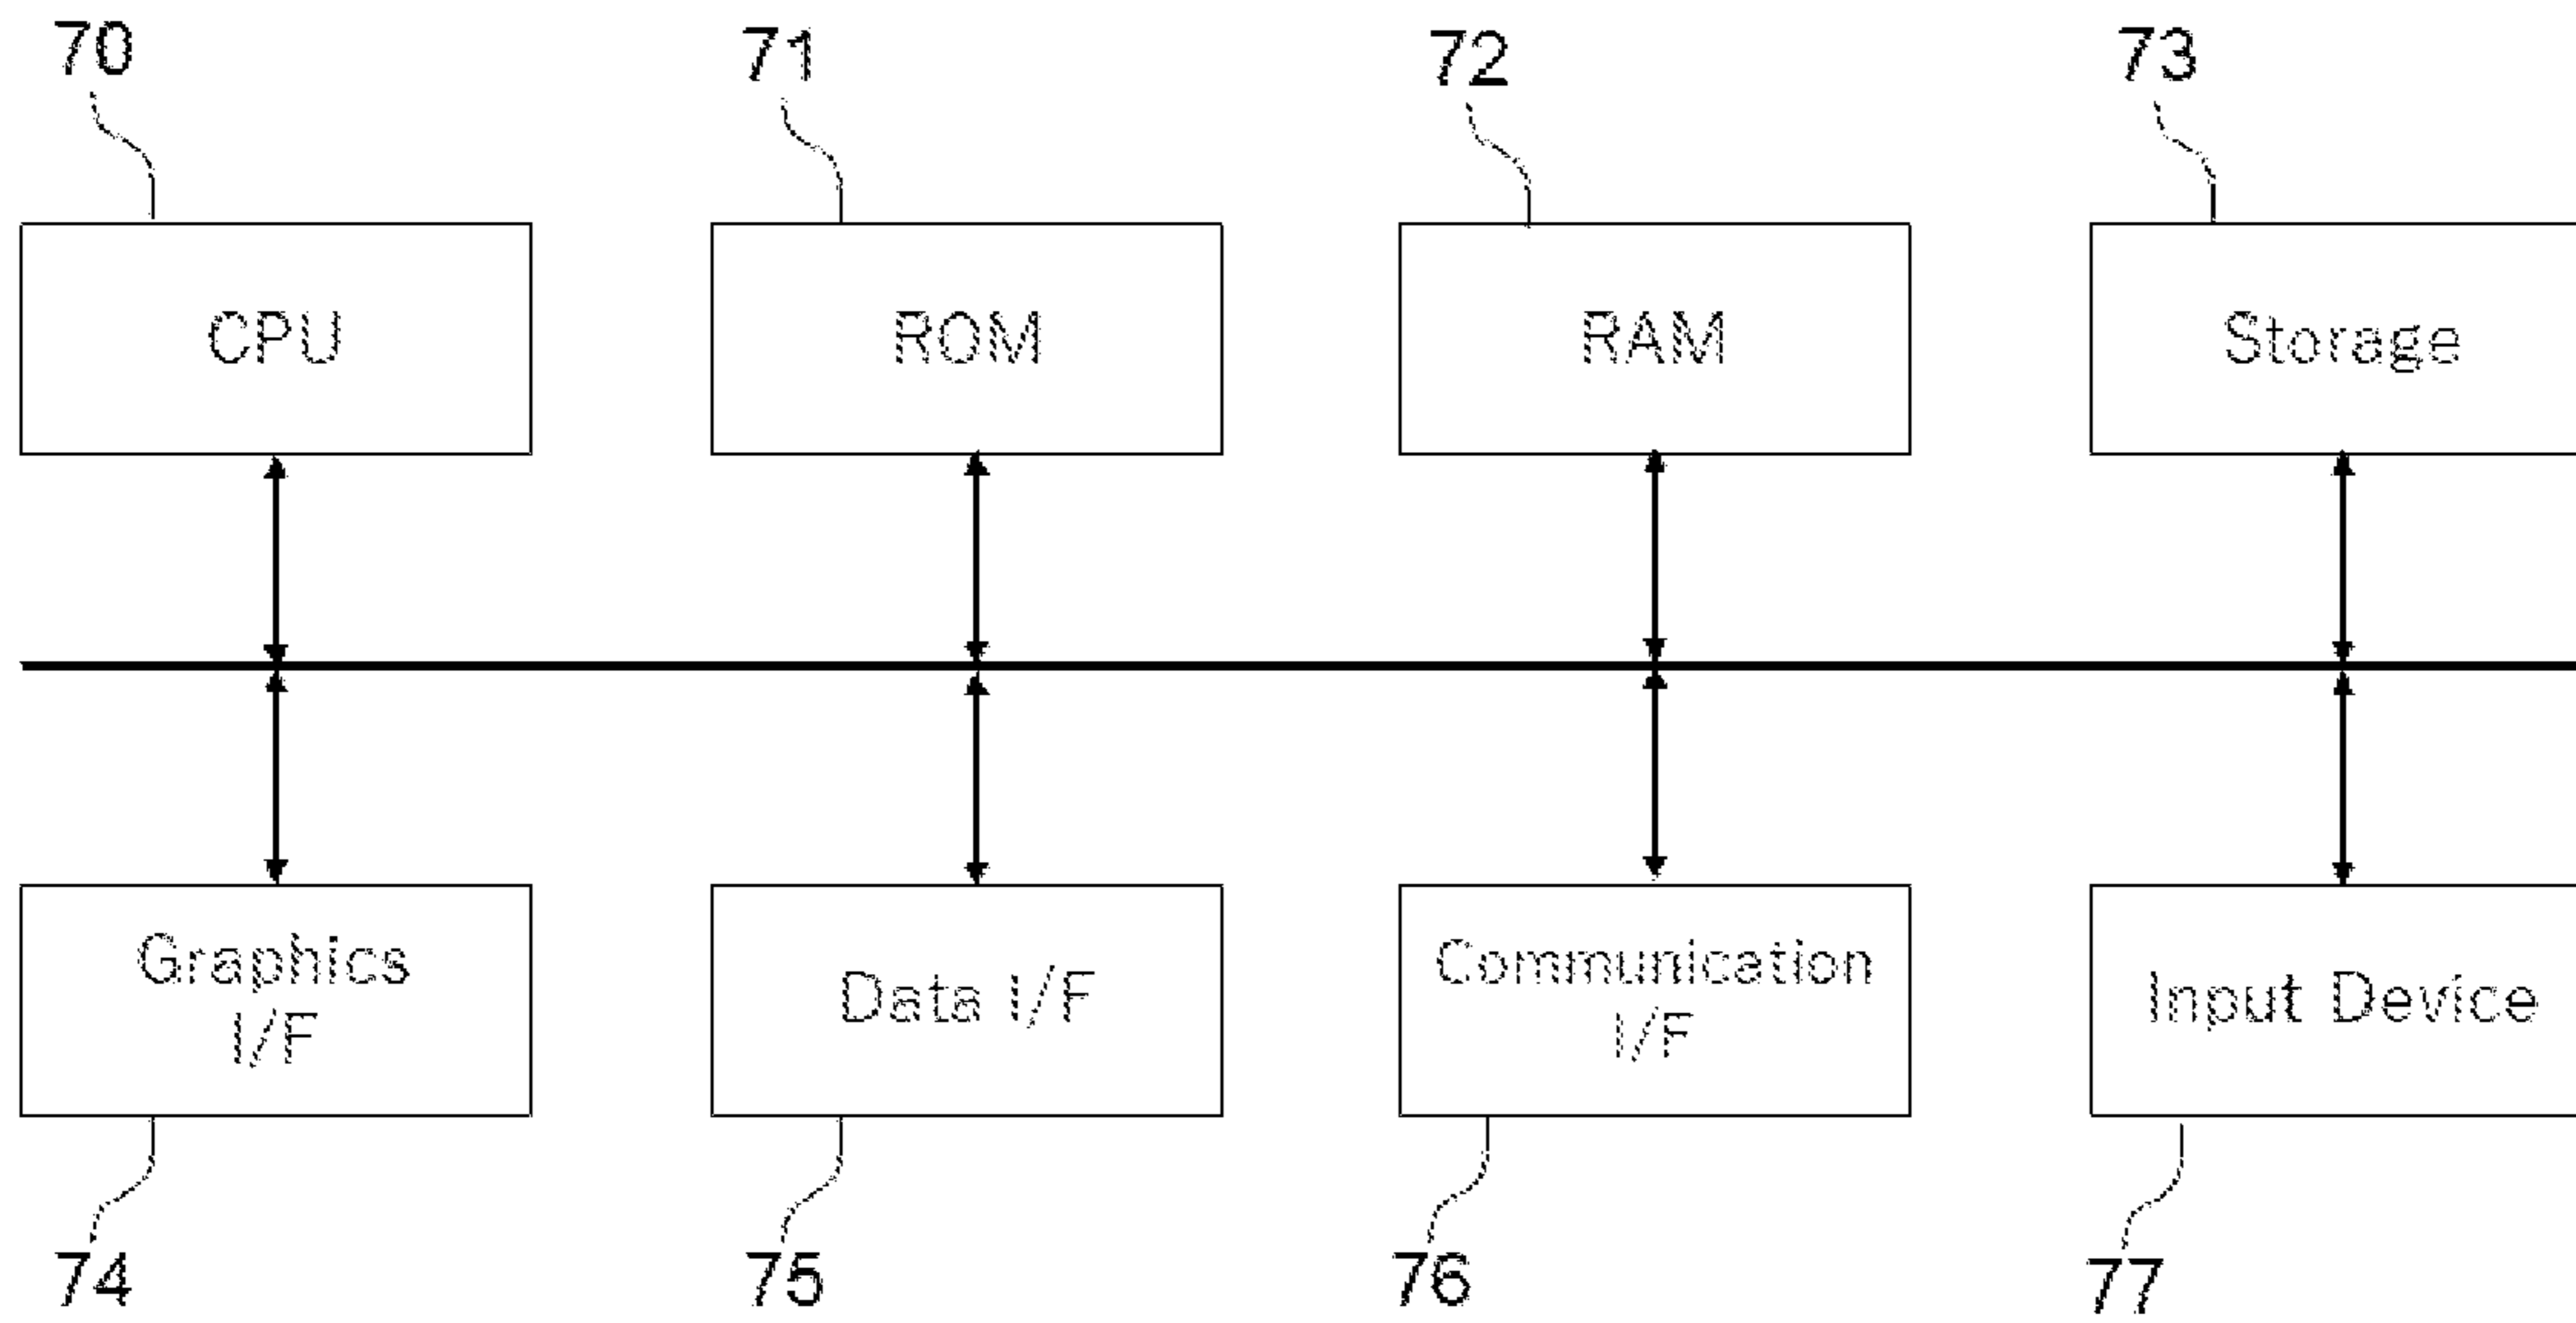 70
71
72
73
CPU
ROM
RAM
Storage
Graphics
I/F
Data I/F
Communication
I/F
Input Device
74
75
76
77